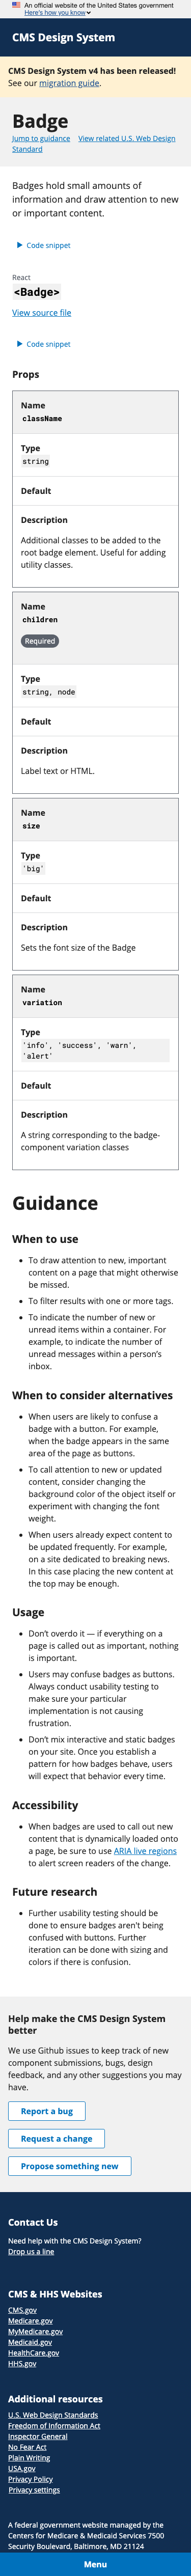 An official website of the United States government
Here's how you know
CMS Design System
CMS Design System v4 has been released!
See our migration guide.
Badge
Jump to guidance View related U.S. Web Design
Standard
Badges hold small amounts of
information and draw attention to new
or important content.
Code snippet
React
<Badge>
View source file
Code snippet
Props
Name
className
Type
string
Default
Description
Additional classes to be added to the
root badge element. Useful for adding
utility classes.
Name
children
Required
Type
string, node
Default
Description
Label text or HTML.
Name
size
Type
'big'
Default
Description
Sets the font size of the Badge
Name
variation
Type
'info', 'success', 'warn',
'alert'
Default
Description
A string corresponding to the badge-
component variation classes
Guidance
When to use
To draw attention to new, important
content on a page that might otherwise
be missed.
To filter results with one or more tags.
To indicate the number of new or
unread items within a container. For
example, to indicate the number of
unread messages within a person's
inbox.
When to consider alternatives
When users are likely to confuse a
badge with a button. For example,
when the badge appears in the same
area of the page as buttons.
To call attention to new or updated
content, consider changing the
background color of the object itself or
experiment with changing the font
weight.
When users already expect content to
be updated frequently. For example,
on a site dedicated to breaking news.
In this case placing the new content at
the top may be enough.
Usage
Don't overdo it — if everything on a
page is called out as important, nothing
is important.
Users may confuse badges as buttons.
Always conduct usability testing to
make sure your particular
implementation is not causing
frustration.
Don't mix interactive and static badges
on your site. Once you establish a
pattern for how badges behave, users
will expect that behavior every time.
Accessibility
When badges are used to call out new
content that is dynamically loaded onto
a page, be sure to use ARIA live regions
to alert screen readers of the change.
Future research
Further usability testing should be
done to ensure badges aren't being
confused with buttons. Further
iteration can be done with sizing and
colors if there is confusion.
Help make the CMS Design System
better
We use Github issues to keep track of new
component submissions, bugs, design
feedback, and any other suggestions you may
have.
Report a bug
Request a change
Propose something new
Contact Us
Need help with the CMS Design System?
Drop us a line
CMS & HHS Websites
CMS.gov
Medicare.gov
MyMedicare.gov
Medicaid.gov
HealthCare.gov
HHS.gov
Additional resources
U.S. Web Design Standards
Freedom of Information Act
Inspector General
No Fear Act
Plain Writing
USA.gov
Privacy Policy
Privacy settings
A federal government website managed by the
Centers for Medicare & Medicaid Services 7500
Security Boulevard, Baltimore, MD 21124
Menu